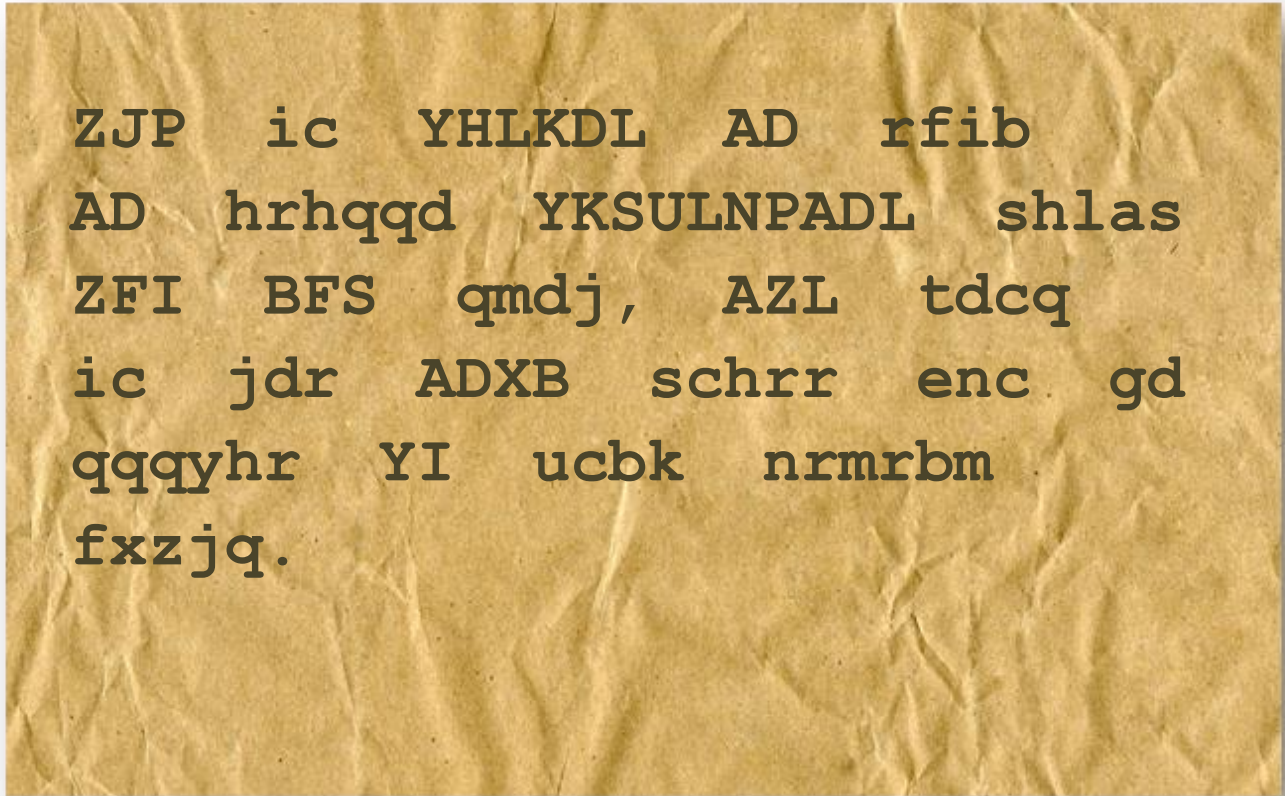 ZJP ic YHLKDL AD rfib
AD hrhqqd YKSULNPADL shlas
ZFI BFS qmdj, AZL tdcq
ic jdr ADXB schrr enc gd
qqqyhr YI ucbk nrmrbm
fxzjq.